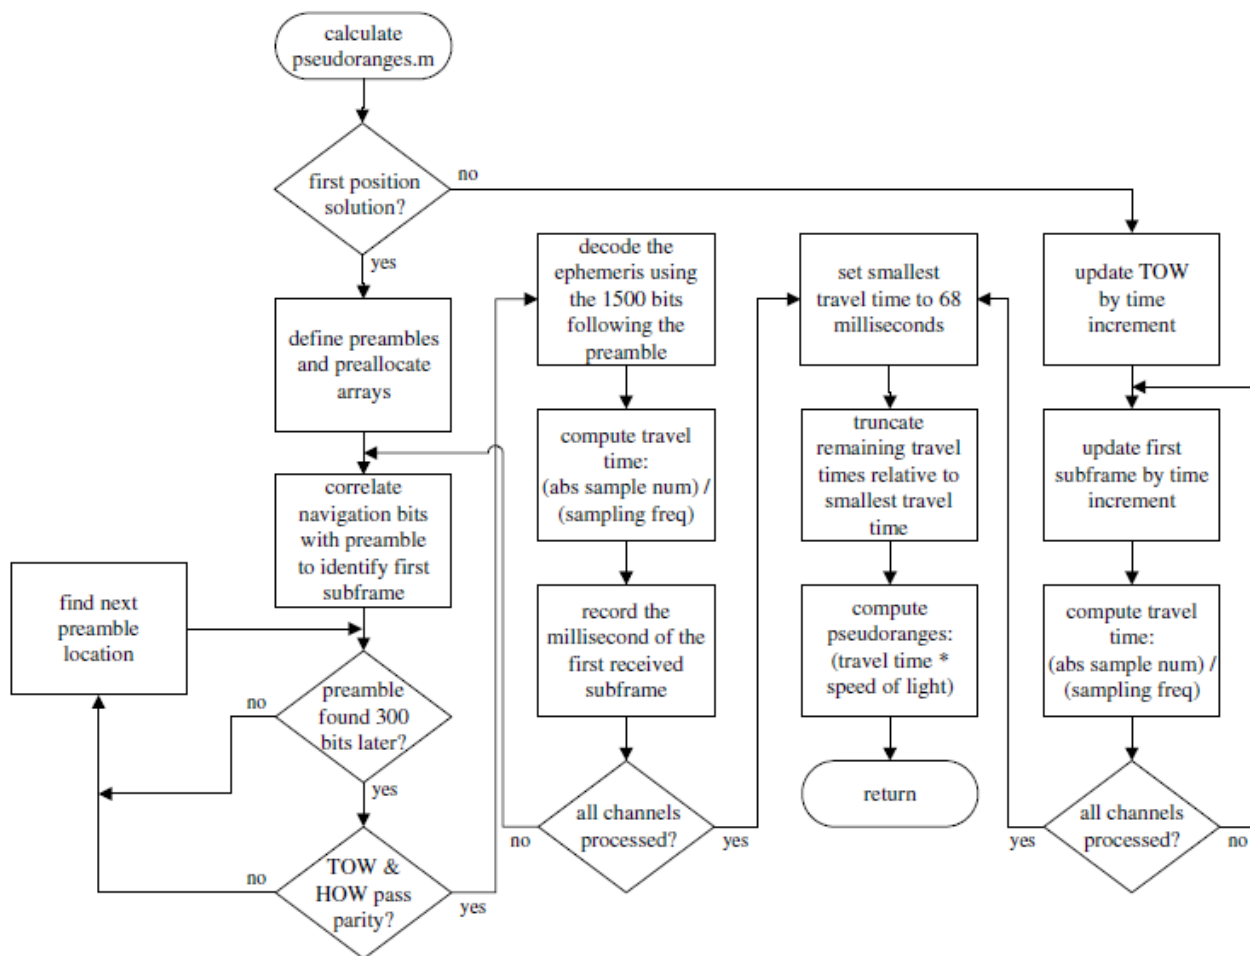 calculate
pseudoranges.m
first position
solution?
no
yes
define preambles
and preallocate
arrays
correlate
navigation bits
with preamble
to identify first
subframe
find next
preamble
location
preamble
found 300
bits later?
no
yes
TOW &
HOW pass
parity?
no
yes
decode the
ephemeris using
the 1500 bits
following the
preamble
compute travel
time:
(abs sample num) /
(sampling freq)
record the
millisecond of the
first received
subframe
all channels
processed?
no
yes
set smallest
travel time to 68
milliseconds
truncate
remaining travel
times relative to
smallest travel
time
compute
pseudoranges:
(travel time *
speed of light)
return
update TOW
by time
increment
update first
subframe by time
increment
compute travel
time:
(abs sample num) /
(sampling freq)
all channels
processed?
yes
no